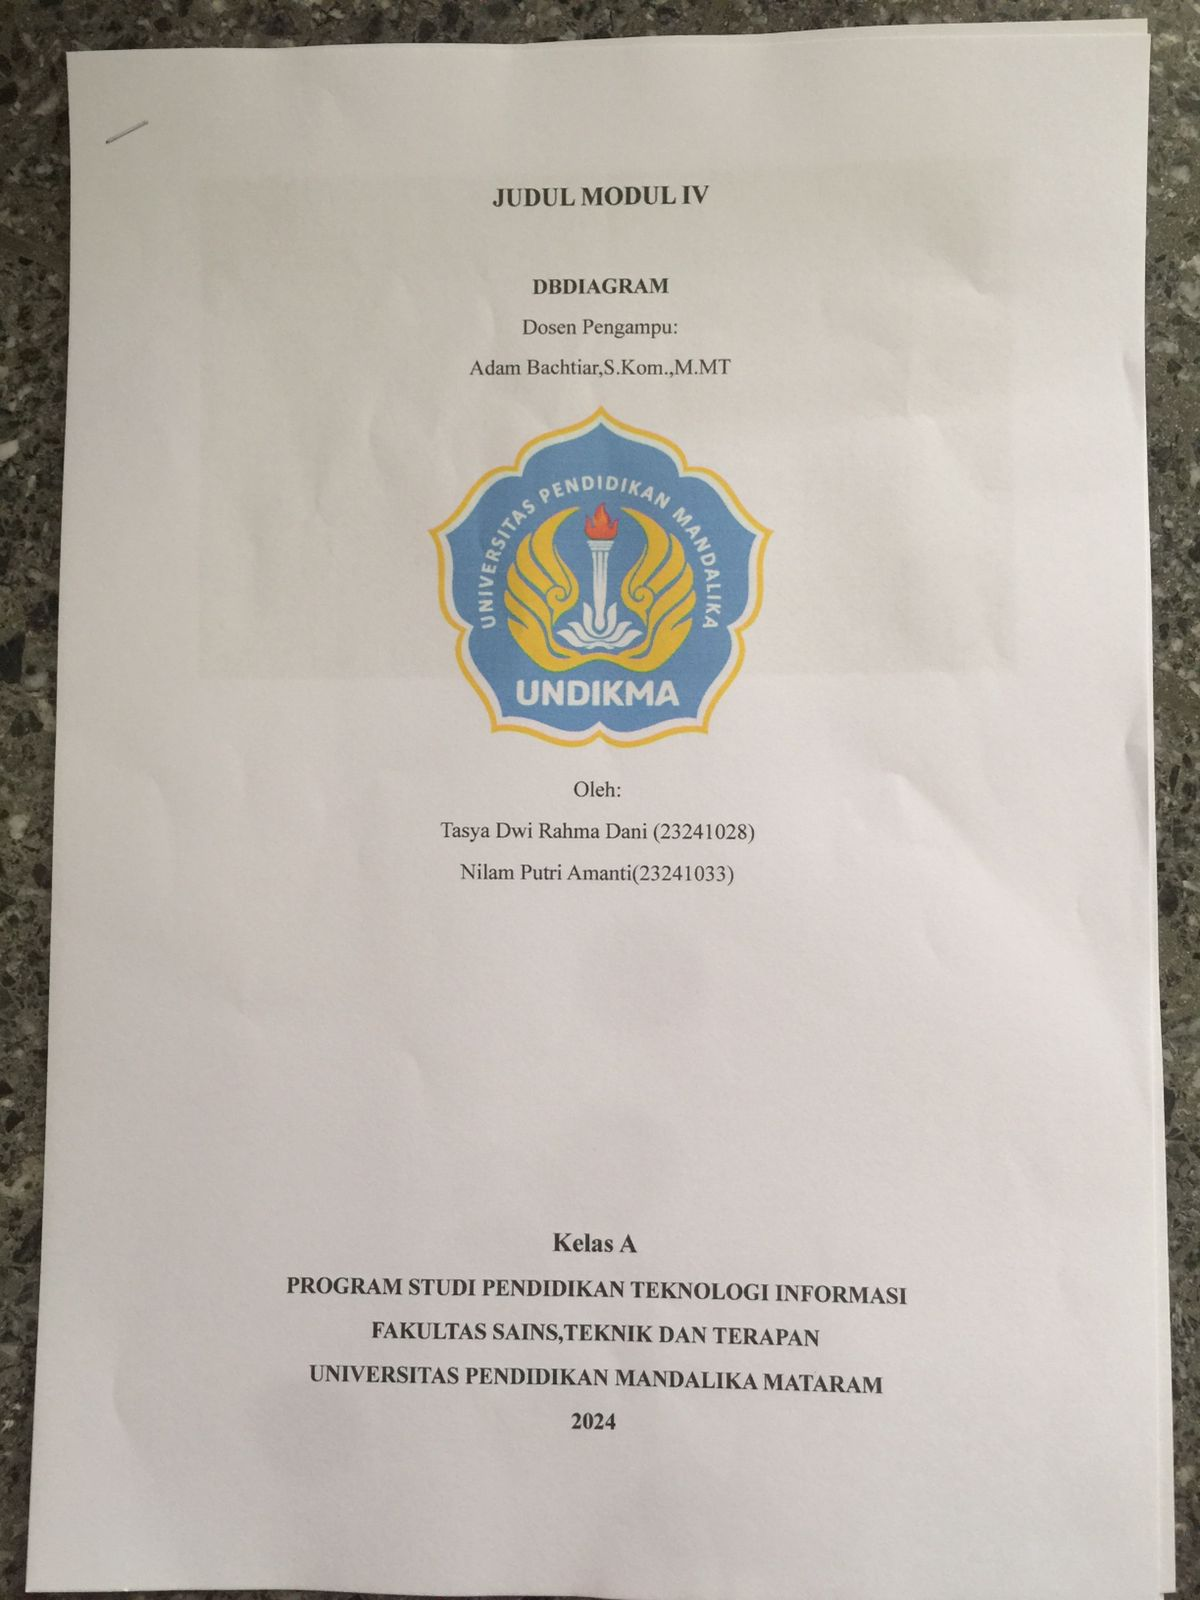 JUDUL MODUL IV
DBDIAGRAM
Dosen Pengampu:
Adam Bachtiar,S.Kom.,M.MT
UNIVERSITAS PENDIDIKAN MANDALIKA
UNDIKMA
Oleh:
Tasya Dwi Rahma Dani (23241028)
Nilam Putri Amanti(23241033)
Kelas A
PROGRAM STUDI PENDIDIKAN TEKNOLOGI INFORMASI
FAKULTAS SAINS,TEKNIK DAN TERAPAN
UNIVERSITAS PENDIDIKAN MANDALIKA MATARAM
2024